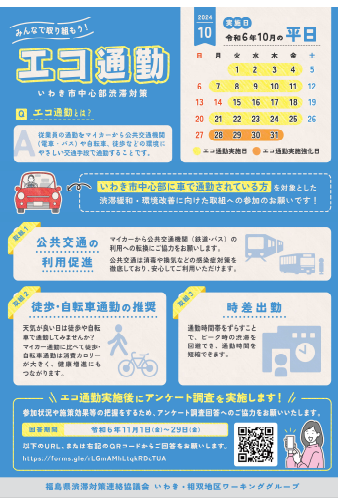 みんなで取り組もう!
エコ通勤
いわき市中心部渋滞対策
2024
10
実施日
令和6年10月の平日
日 月 火 水 木 金 土
1 2 3 4 5
6 7 8 9 10 11 12
13 14 15 16 17 18 19
20 21 22 23 24 25 26
27 28 29 30 31
エコ通勤実施日 エコ通勤実施強化日
Q エコ通勤とは?
A
従業員の通勤をマイカーから公共交通機関
(電車・バス)や自転車、徒歩などの環境に
やさしい交通手段で通勤することです。
いわき市中心部に車で通勤されている方を対象とした
渋滞緩和・環境改善に向けた取組への参加のお願いです!
取組1
公共交通の
利用促進
マイカーから公共交通機関(鉄道・バス)の
利用への転換にご協力をお願いします。
公共交通は消毒や換気などの感染症対策を
徹底しており、安心してご利用いただけます。
取組2
徒歩・自転車通勤の推奨
天気が良い日は徒歩や自転
車で通勤してみませんか?
マイカー通勤に比べて徒歩・
自転車通勤は消費カロリー
が大きく、健康増進にも
つながります。
取組3
時差出勤
通勤時間帯をずらすこと
で、ピーク時の渋滞を
回避でき、通勤時間を
短縮できます。
エコ通勤実施後にアンケート調査を実施します!
参加状況や施策効果等の把握をするため、アンケート調査回答へのご協力をお願いいたします。
回答期間 令和6年11月1日(金)~29日(金)
以下のURL、または右記のQRコードからご回答をお願いします。
福島県渋滞対策連絡協議会 いわき・相双地区ワーキンググループ